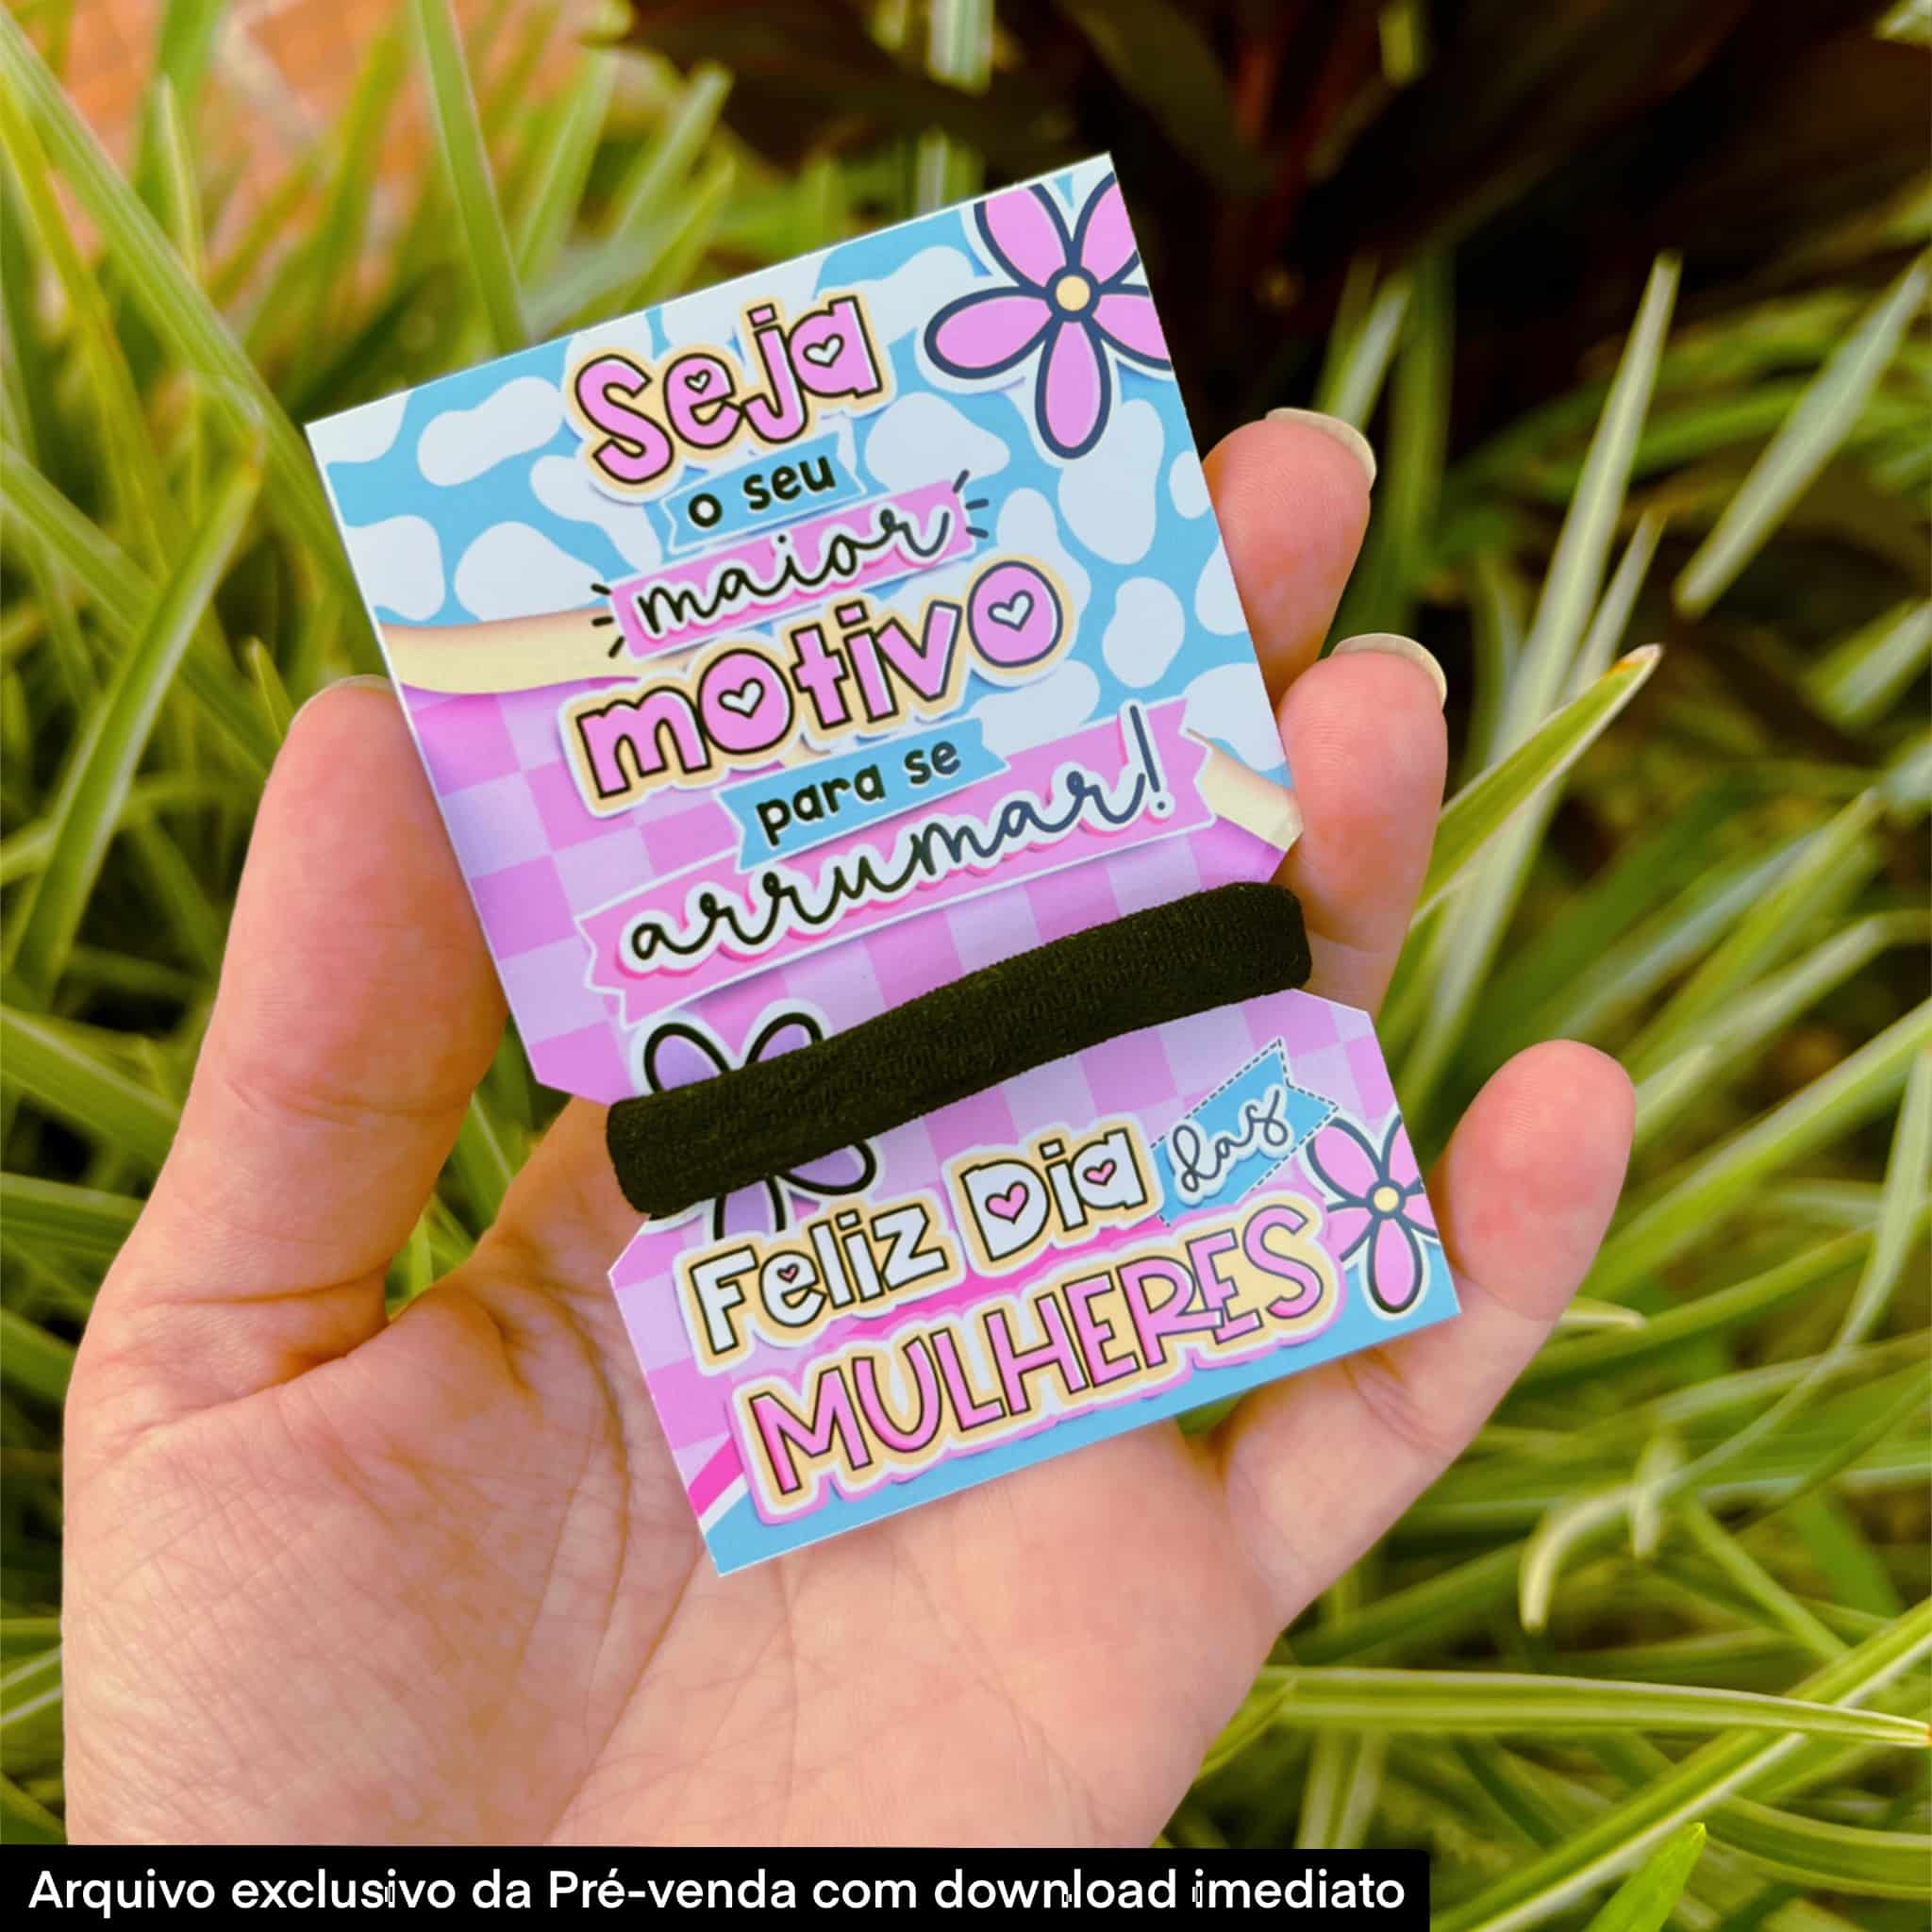 Seja
o seu
maior
motivo
para se
arrumar!
Feliz Dia das
MULHERES
Arquivo exclusivo da Pré-venda com download imediato